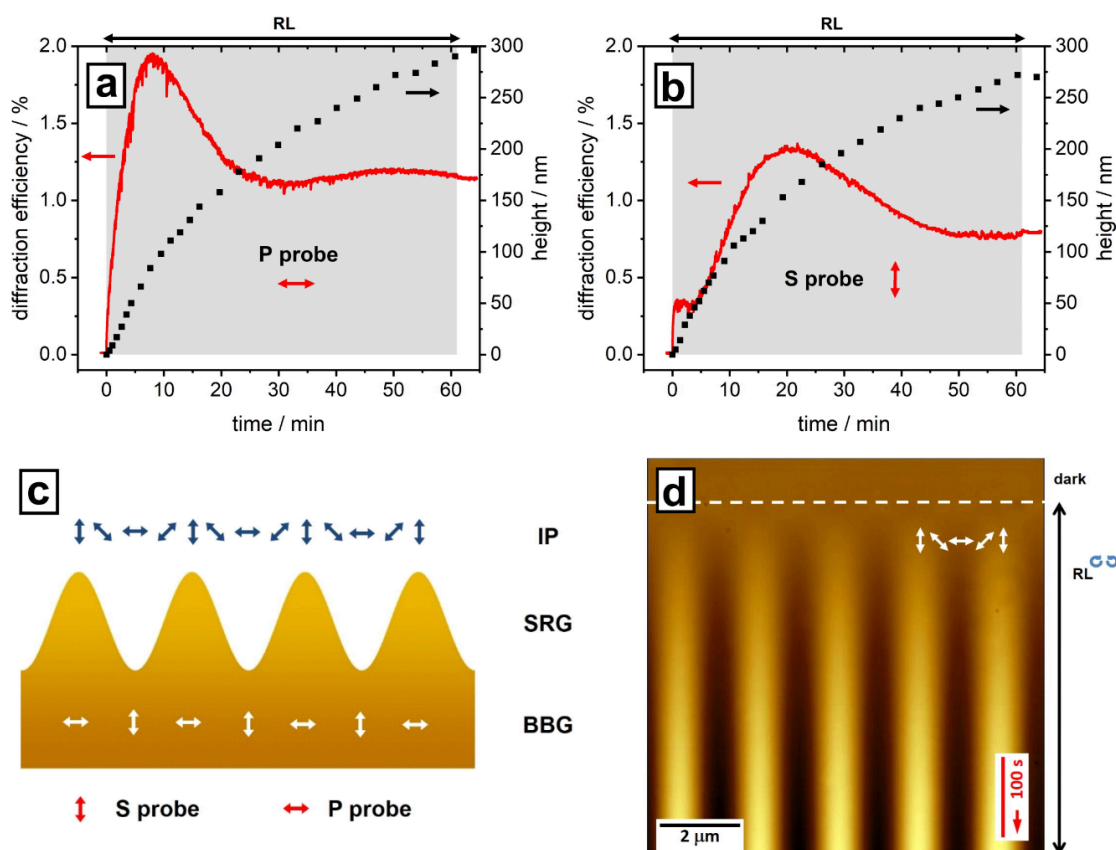 RL
a
diffraction efficiency / %
2.0
1.5
1.0
0.5
0.0
300
250
200
150
100
50
0
height / nm
P probe
0 10 20 30 40 50 60
time / min
RL
b
diffraction efficiency / %
2.0
1.5
1.0
0.5
0.0
300
250
200
150
100
50
0
height / nm
S probe
0 10 20 30 40 50 60
time / min
c
IP
SRG
BBG
S probe
P probe
d
dark
RL
2 μm
100 s